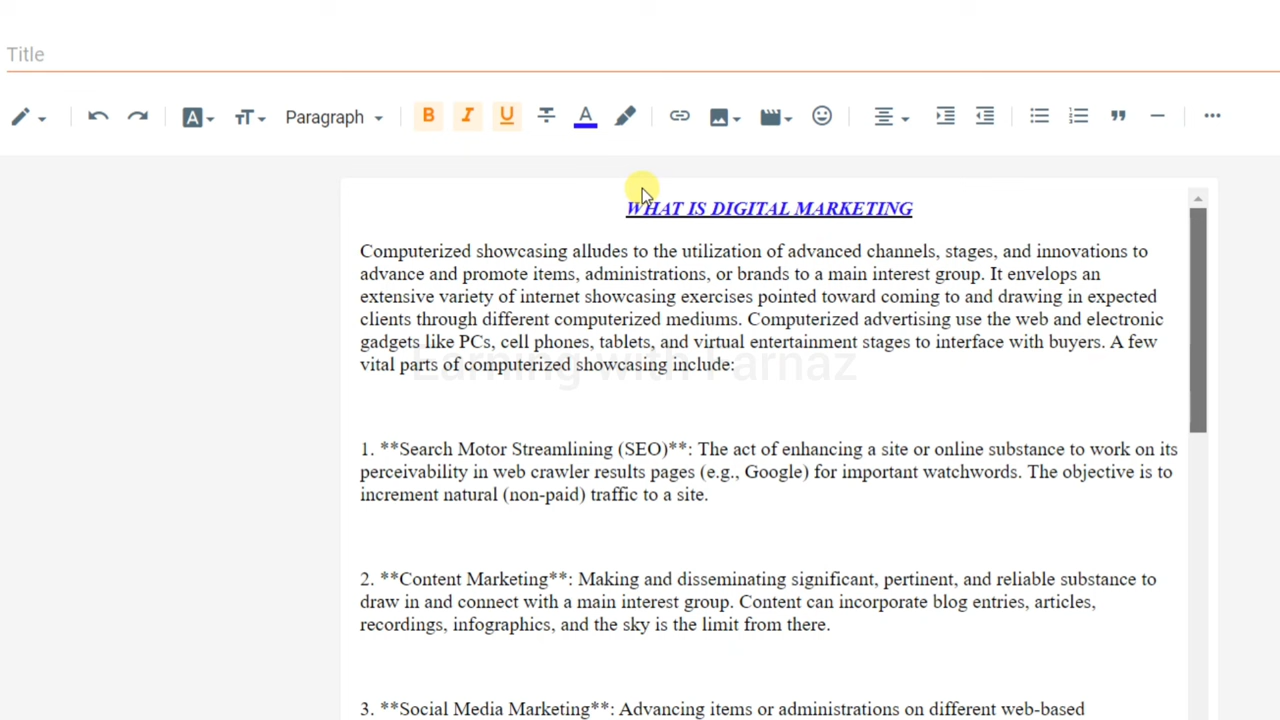 Title
Paragraph
B I U A
WHAT IS DIGITAL MARKETING
Computerized showcasing alludes to the utilization of advanced channels, stages, and innovations to
advance and promote items, administrations, or brands to a main interest group. It envelops an
extensive variety of internet showcasing exercises pointed toward coming to and drawing in expected
clients through different computerized mediums. Computerized advertising use the web and electronic
gadgets like PCs, cell phones, tablets, and virtual entertainment stages to interface with buyers. A few
vital parts of computerized showcasing include:
Earning with Farnaz
1. **Search Motor Streamlining (SEO)**: The act of enhancing a site or online substance to work on its
perceivability in web crawler results pages (e.g., Google) for important watchwords. The objective is to
increment natural (non-paid) traffic to a site.
2. **Content Marketing**: Making and disseminating significant, pertinent, and reliable substance to
draw in and connect with a main interest group. Content can incorporate blog entries, articles,
recordings, infographics, and the sky is the limit from there.
3. **Social Media Marketing**: Advancing items or administrations on different web-based